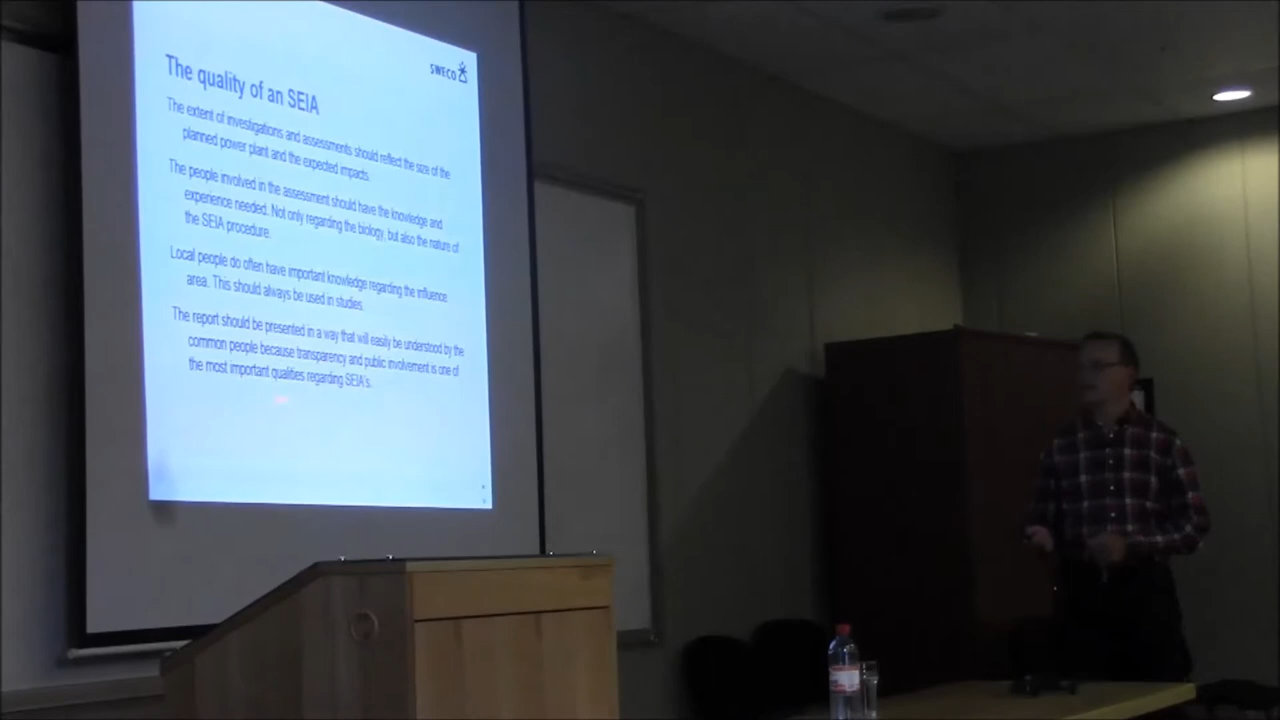 SWECO
The quality of an SEIA
The extent of investigations and assessments should reflect the size of the
planned power plant and the expected impacts.
The people involved in the assessment should have the knowledge and
experience needed. Not only regarding the biology, but also the nature of
the SEIA procedure.
Local people do often have important knowledge regarding the influence
area. This should always be used in studies.
The report should be presented in a way that will easily be understood by the
common people because transparency and public involvement is one of
the most important qualities regarding SEIA's.